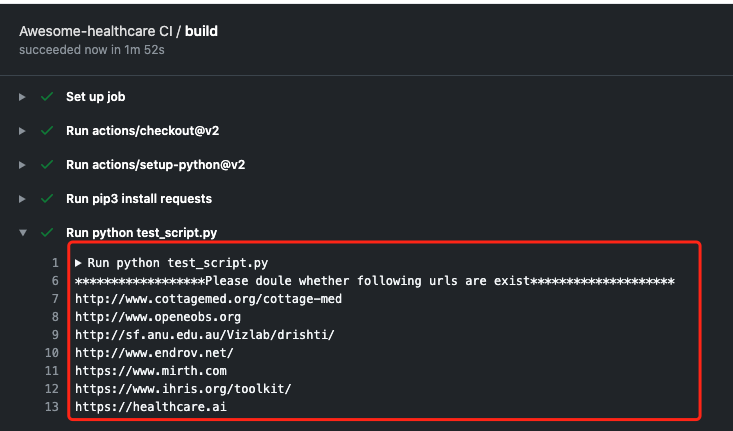 Awesome-healthcare CI / build
succeeded now in 1m 52s
Set up job
Run actions/checkout@v2
Run actions/setup-python@v2
Run pip3 install requests
Run python test_script.py
1 Run python test_script.py
6 ******************Please doule whether following urls are exist********************
7 http://www.cottagemed.org/cottage-med
8 http://www.openeobs.org
9 http://sf.anu.edu.au/Vizlab/drishti/
10 http://www.endrov.net/
11 https://www.mirth.com
12 https://www.ihris.org/toolkit/
13 https://healthcare.ai